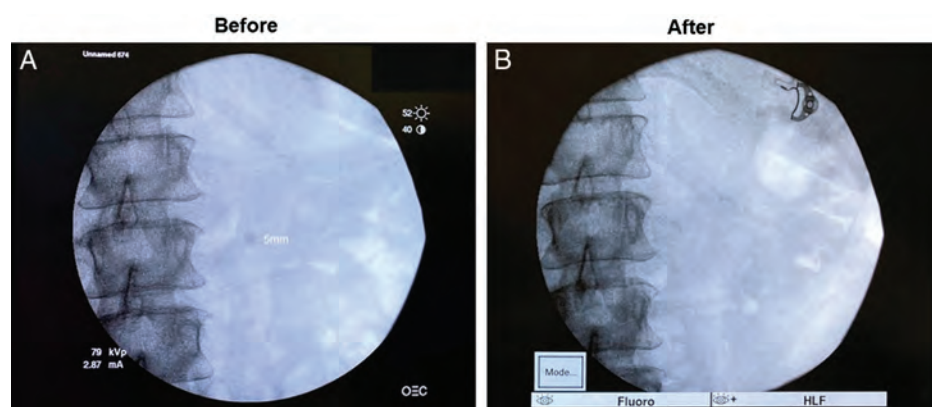 Before
After
A
Unnamed 674
52
40
5mm
79 kVp
2.87 mA
OEC
B
Mode...
Fluoro
+
HLF